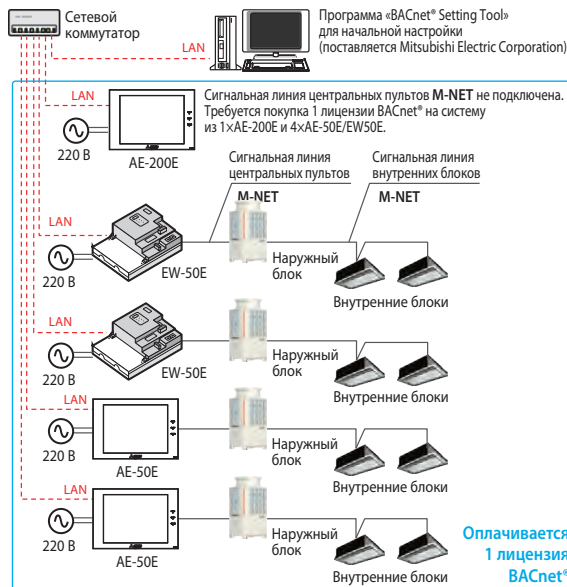 Сетевой
коммутатор
LAN
Программа «BACnet® Setting Tool»
для начальной настройки
(поставляется Mitsubishi Electric Corporation)
LAN
220 В
AE-200E
Сигнальная линия центральных пультов M-NET не подключена.
Требуется покупка 1 лицензии BACnet® на систему
из 1×AE-200E и 4×AE-50E/EW50E.
Сигнальная линия
центральных пультов
M-NET
Сигнальная линия
внутренних блоков
M-NET
LAN
220 В
EW-50E
Наружный
блок
Внутренние блоки
LAN
220 В
EW-50E
Наружный
блок
Внутренние блоки
LAN
220 В
AE-50E
Наружный
блок
Внутренние блоки
LAN
220 В
AE-50E
Наружный
блок
Внутренние блоки
Оплачивается
1 лицензия
BACnet®